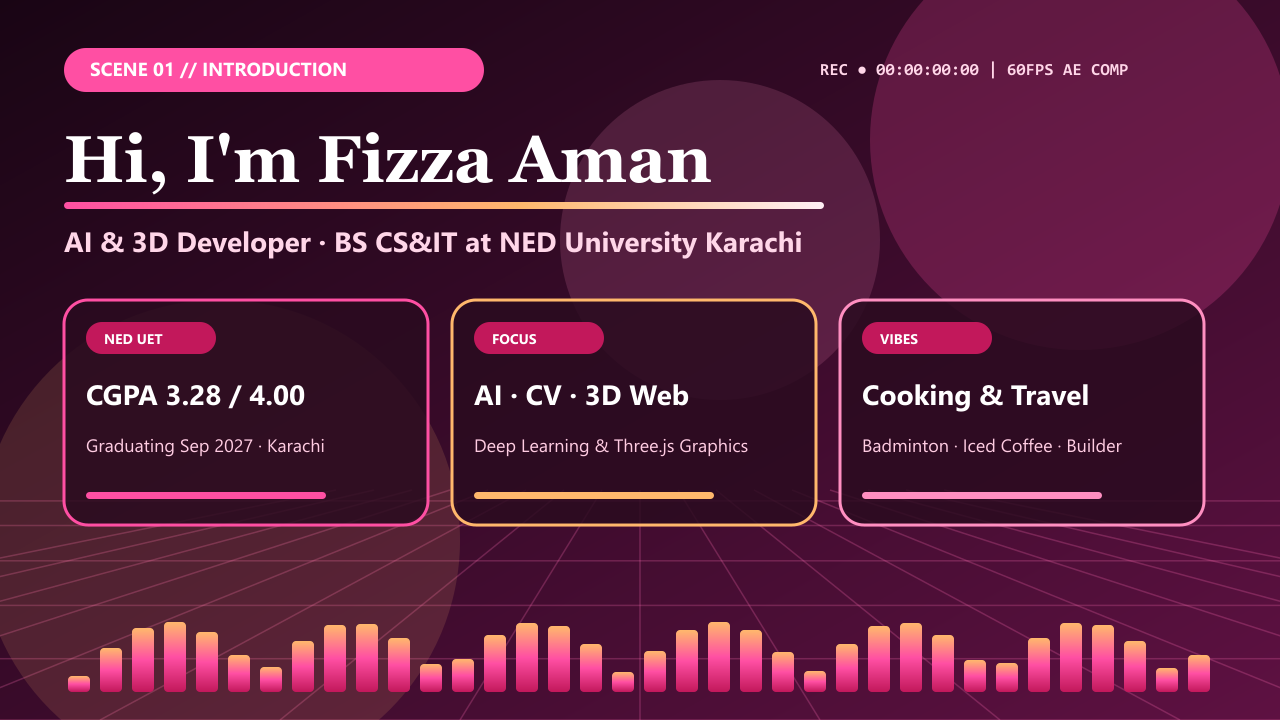 SCENE 01 // INTRODUCTION
REC ● 00:00:00:00 | 60FPS AE COMP
Hi, I'm Fizza Aman
AI & 3D Developer · BS CS&IT at NED University Karachi
NED UET
CGPA 3.28 / 4.00
Graduating Sep 2027 · Karachi
FOCUS
AI · CV · 3D Web
Deep Learning & Three.js Graphics
VIBES
Cooking & Travel
Badminton · Iced Coffee · Builder